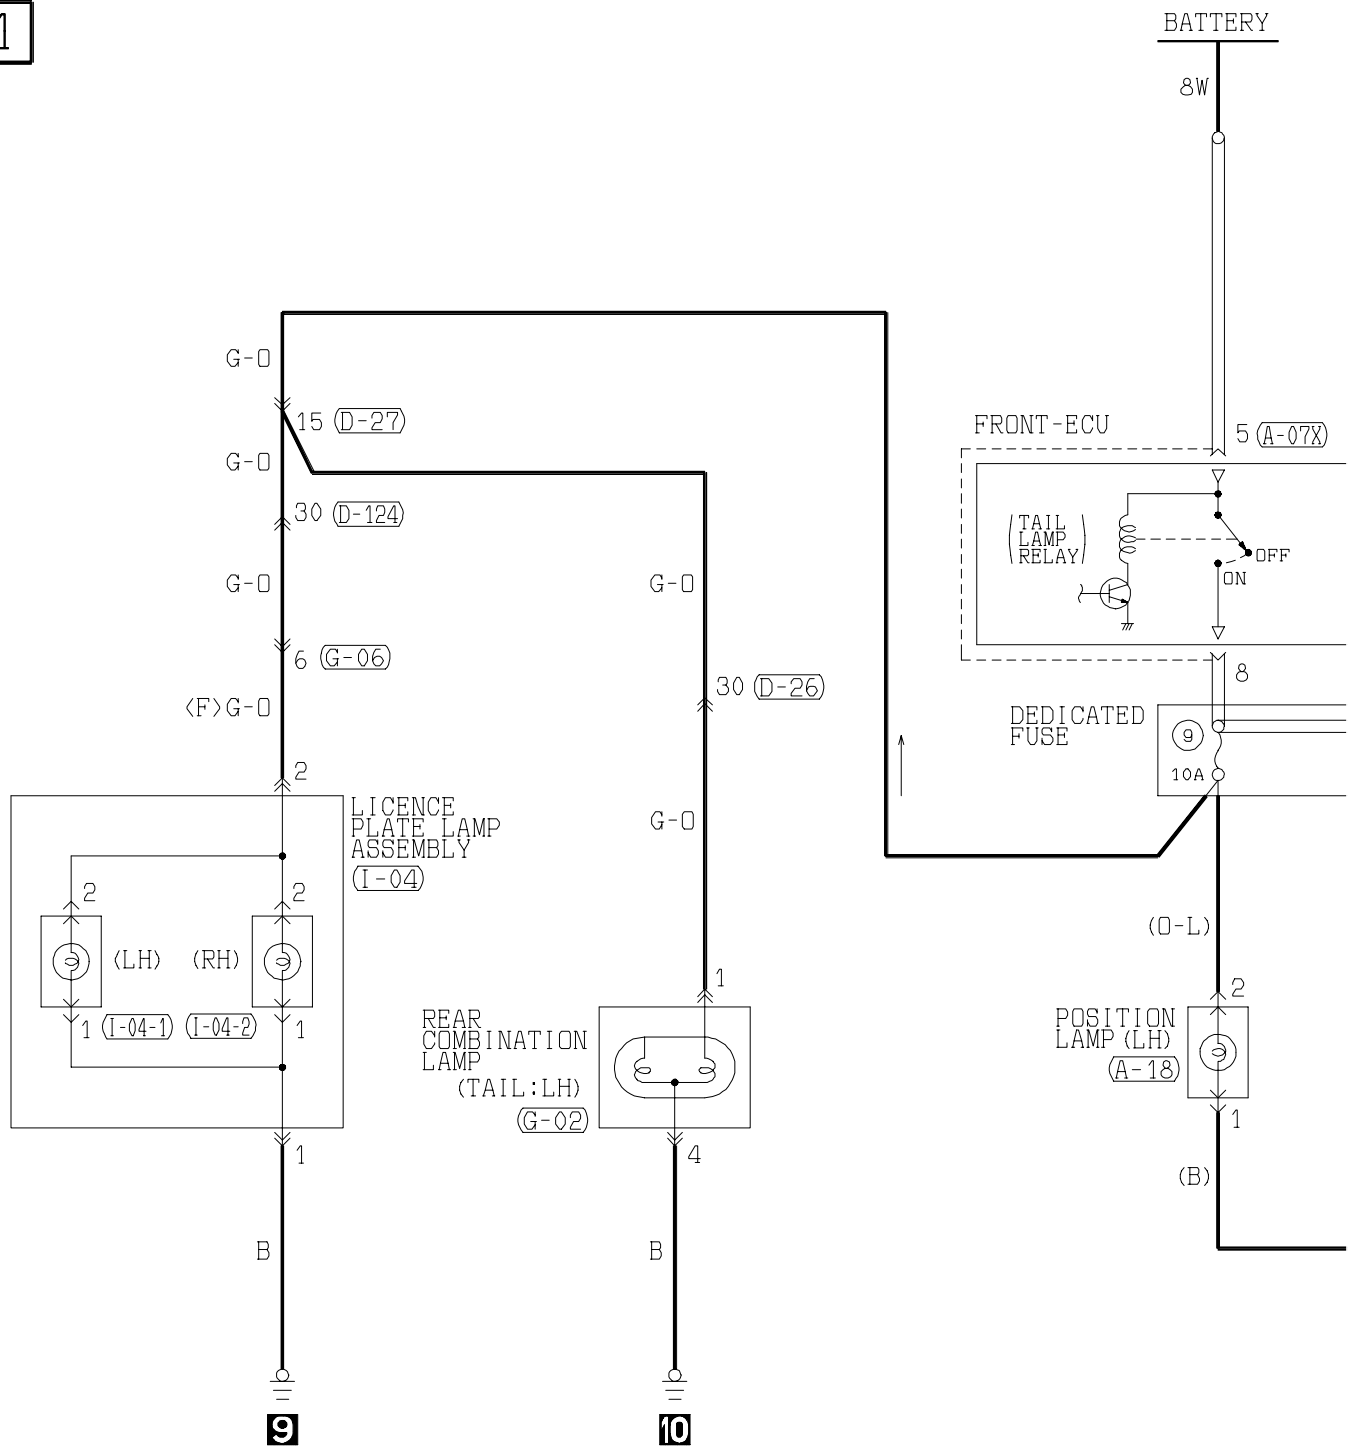 1
BATTERY
8W
G-O
15 (D-27)
G-O
30 (D-124)
G-O
6 (G-06)
<F>G-O
2
LICENCE
PLATE LAMP
ASSEMBLY
(I-04)
2
2
(LH)
(RH)
1 (I-04-1)
(I-04-2) 1
1
B
9
G-O
30 (D-26)
G-O
1
REAR
COMBINATION
LAMP
(TAIL:LH)
(G-02)
4
B
10
FRONT-ECU
5 (A-07X)
(TAIL
LAMP
RELAY)
OFF
ON
8
DEDICATED
FUSE
9
10A
(O-L)
2
POSITION
LAMP (LH)
(A-18)
1
(B)